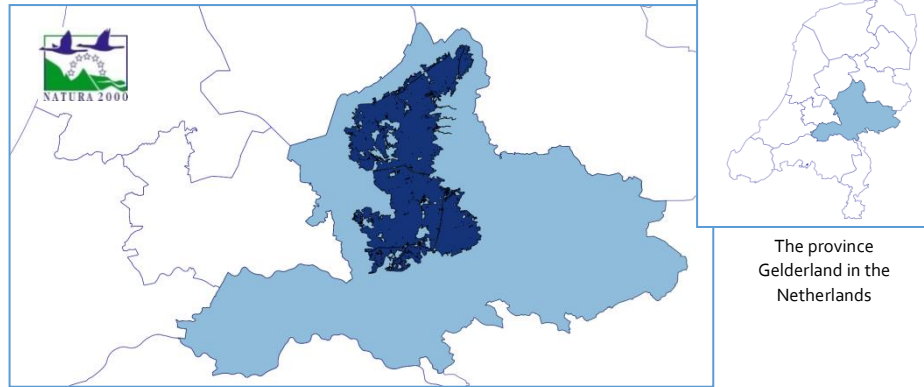 NATURA 2000
The province
Gelderland in the
Netherlands